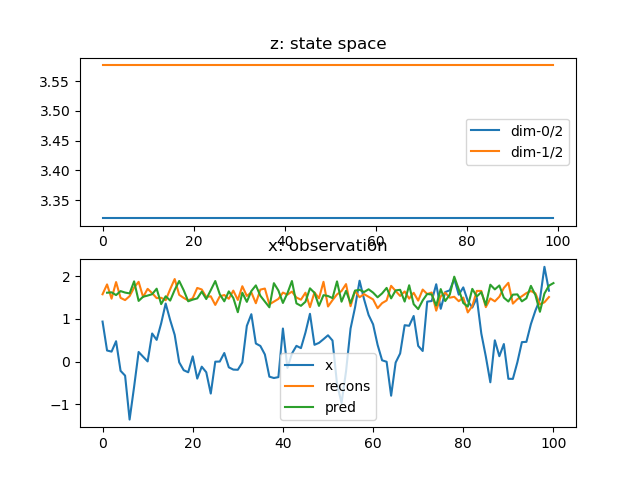 z: state space
3.55
3.50
3.45
3.40
3.35
dim-0/2
dim-1/2
0 20 40 60 80 100
x: observation
2
1
0
−1
x
recons
pred
0 20 40 60 80 100